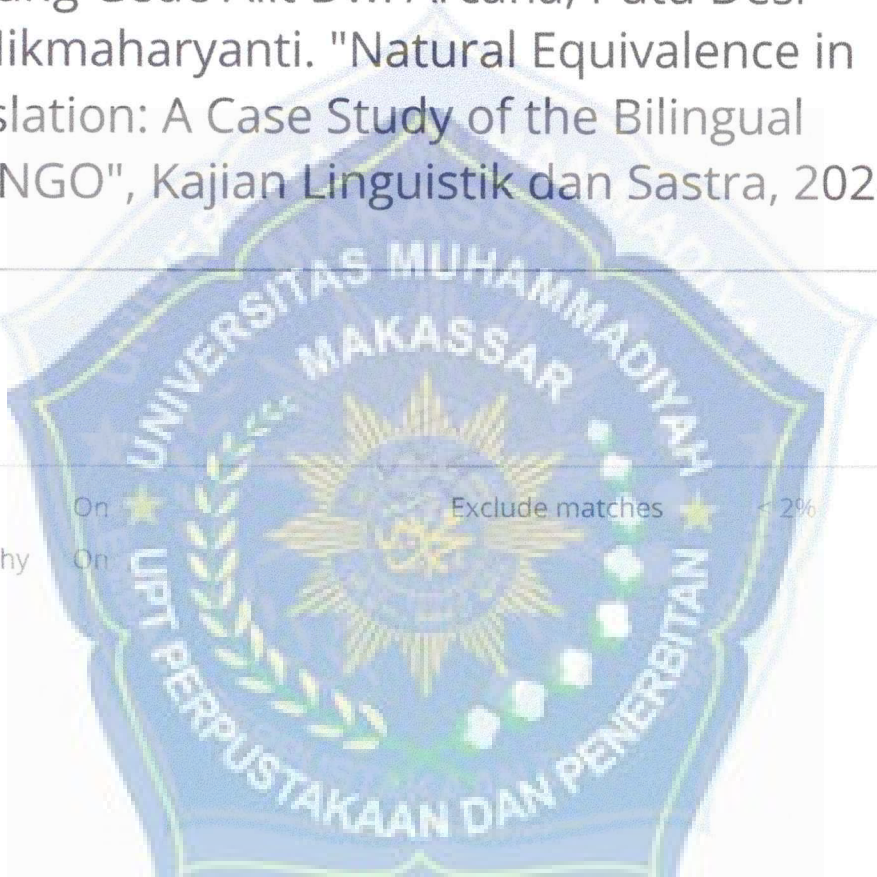 ikmaharyanti. "Natural Equivalence in
slation: A Case Study of the Bilingual
NGO", Kajian Linguistik dan Sastra, 202
UNIVERSITAS MUHAMMADIYAH
MAKASSAR
On Exclude matches < 2%
hy On
UPT PERPUSTAKAAN DAN PENERBITAN